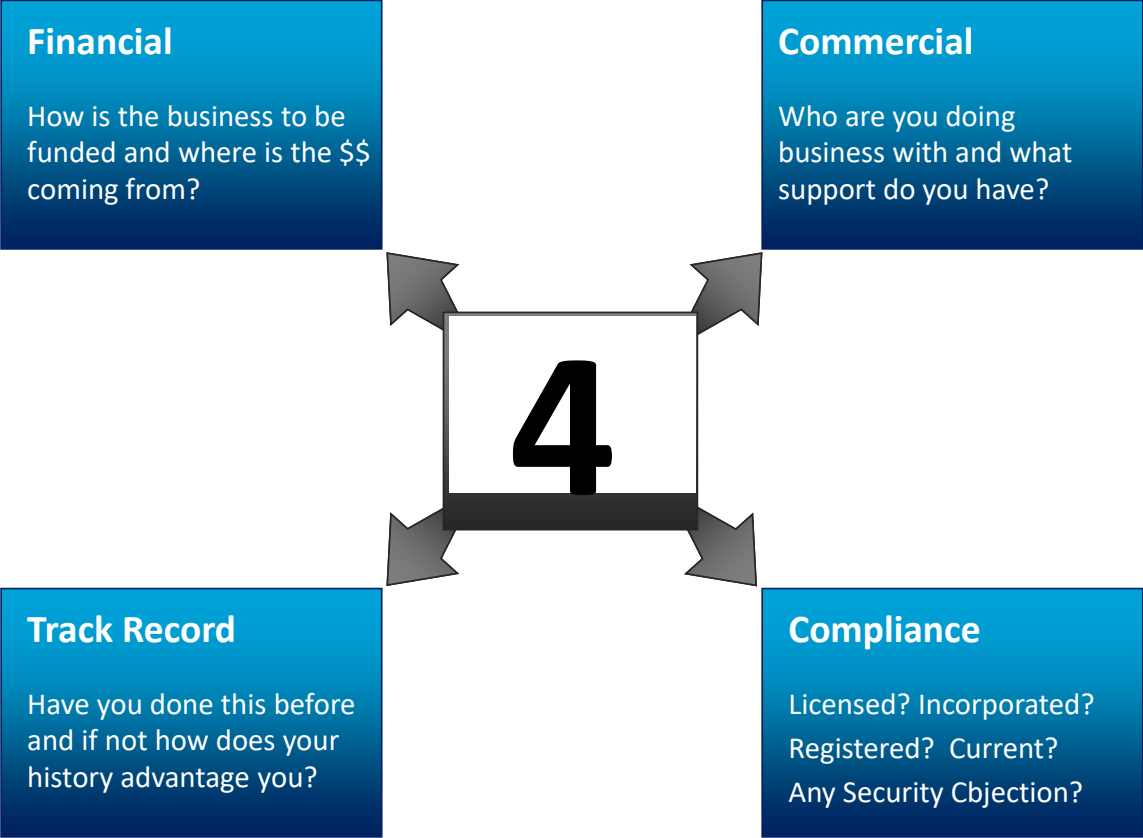 Financial
How is the business to be
funded and where is the $$
coming from?
Commercial
Who are you doing
business with and what
support do you have?
4
Track Record
Have you done this before
and if not how does your
history advantage you?
Compliance
Licensed? Incorporated?
Registered?  Current?
Any Security Cbjection?